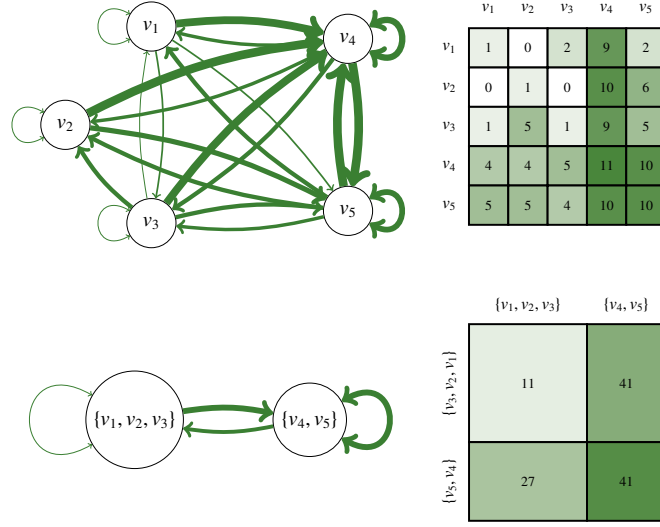 v1 v2 v3 v4 v5
v1
v4
v2
v3
v5
v1 1 0 2 9 2
v2 0 1 0 10 6
v3 1 5 1 9 5
v4 4 4 5 11 10
v5 5 5 4 10 10
{v1, v2, v3} {v4, v5}
{v1, v2, v3}
{v4, v5}
{v3, v2, v1} 11 41
{v5, v4} 27 41